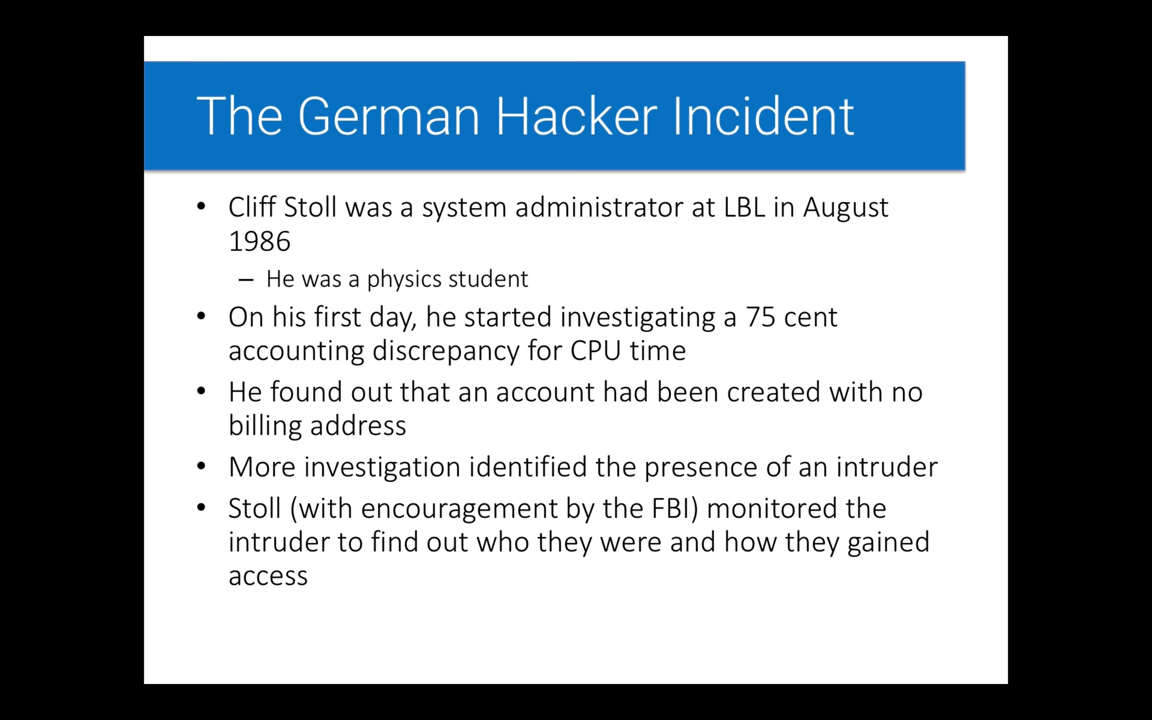 The German Hacker Incident
• Cliff Stoll was a system administrator at LBL in August
1986
– He was a physics student
• On his first day, he started investigating a 75 cent
accounting discrepancy for CPU time
• He found out that an account had been created with no
billing address
• More investigation identified the presence of an intruder
• Stoll (with encouragement by the FBI) monitored the
intruder to find out who they were and how they gained
access